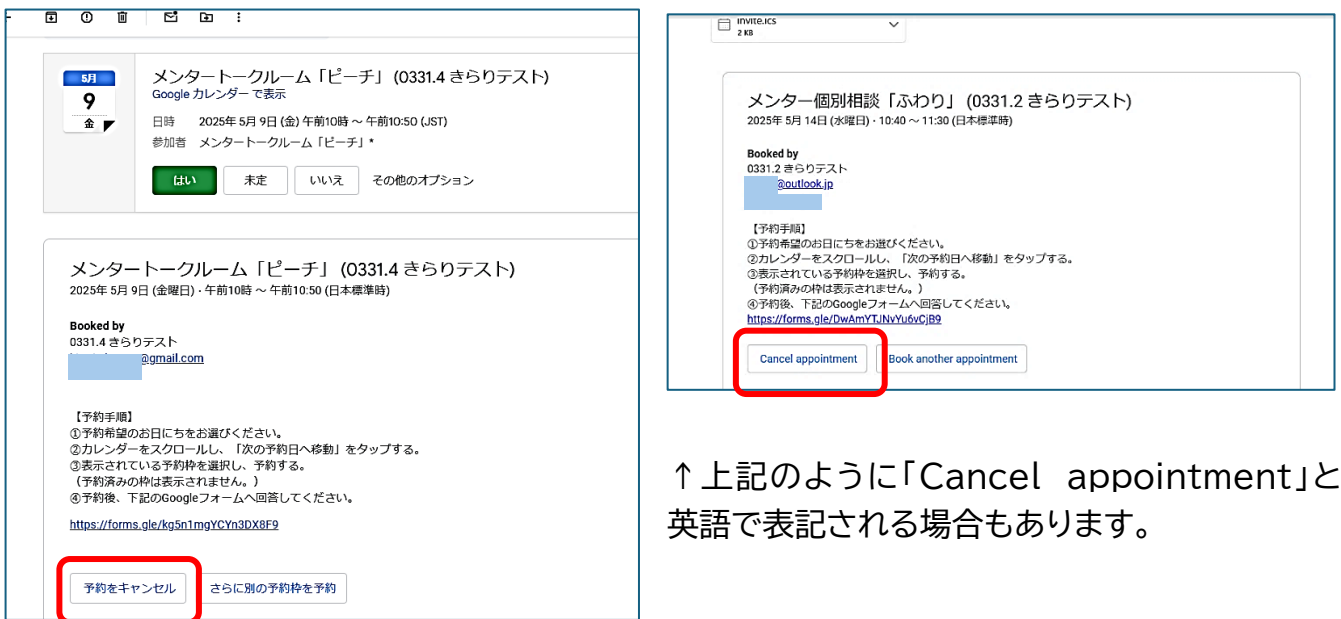 5月
9
金
メンタートークルーム「ピーチ」 (0331.4 きらりテスト)
Google カレンダー で表示
日時 2025年 5月 9日 (金) 午前10時 ~ 午前10:50 (JST)
参加者 メンタートークルーム「ピーチ」*
はい 未定 いいえ その他のオプション
メンタートークルーム「ピーチ」 (0331.4 きらりテスト)
2025年 5月 9日 (金曜日)・午前10時 ~ 午前10:50 (日本標準時)
Booked by
0331.4 きらりテスト
@gmail.com
【予約手順】
①予約希望のお日にちをお選びください。
②カレンダーをスクロールし、「次の予約日へ移動」をタップする。
③表示されている予約枠を選択し、予約する。
(予約済みの枠は表示されません。)
④予約後、下記のGoogleフォームへ回答してください。
https://forms.gle/kg5n1mgYCYn3DX8F9
予約をキャンセル さらに別の予約枠を予約
invite.ics
2 KB
メンター個別相談「ふわり」 (0331.2 きらりテスト)
2025年 5月 14日 (水曜日)・10:40 ~ 11:30 (日本標準時)
Booked by
0331.2 きらりテスト
@outlook.jp
【予約手順】
①予約希望のお日にちをお選びください。
②カレンダーをスクロールし、「次の予約日へ移動」をタップする。
③表示されている予約枠を選択し、予約する。
(予約済みの枠は表示されません。)
④予約後、下記のGoogleフォームへ回答してください。
https://forms.gle/DwAmYTJNvYu6vCjB9
Cancel appointment Book another appointment
↑上記のように「Cancel appointment」と
英語で表記される場合もあります。